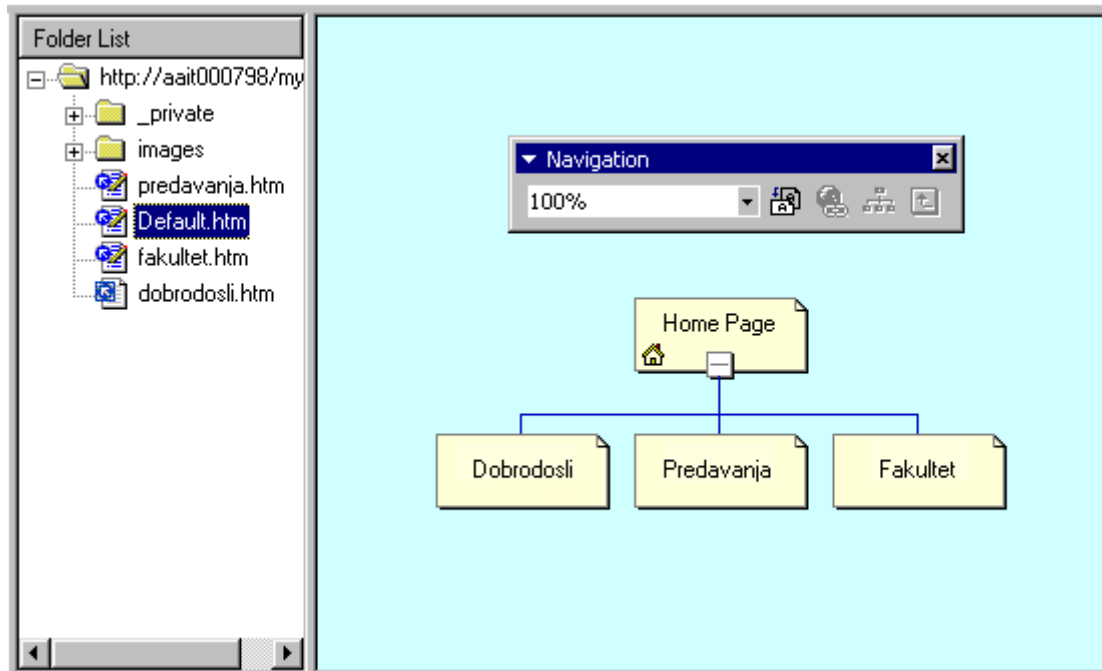 Folder List
http://aait000798/my
_private
images
predavanja.htm
Default.htm
fakultet.htm
dobrodosli.htm
Navigation
100%
Home Page
Dobrodosli
Predavanja
Fakultet